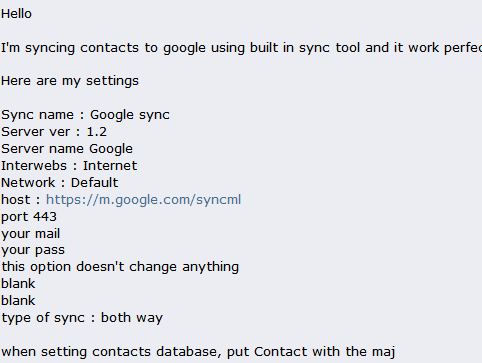 Hello
I'm syncing contacts to google using built in sync tool and it work
Here are my settings
Sync name : Google sync
Server ver : 1.2
Server name Google
Interwebs : Internet
Network : Default
host : https://m.google.com/syncml
port 443
your mail
your pass
this option doesn't change anything
blank
blank
type of sync : both way
when setting contacts database, put Contact with the maj